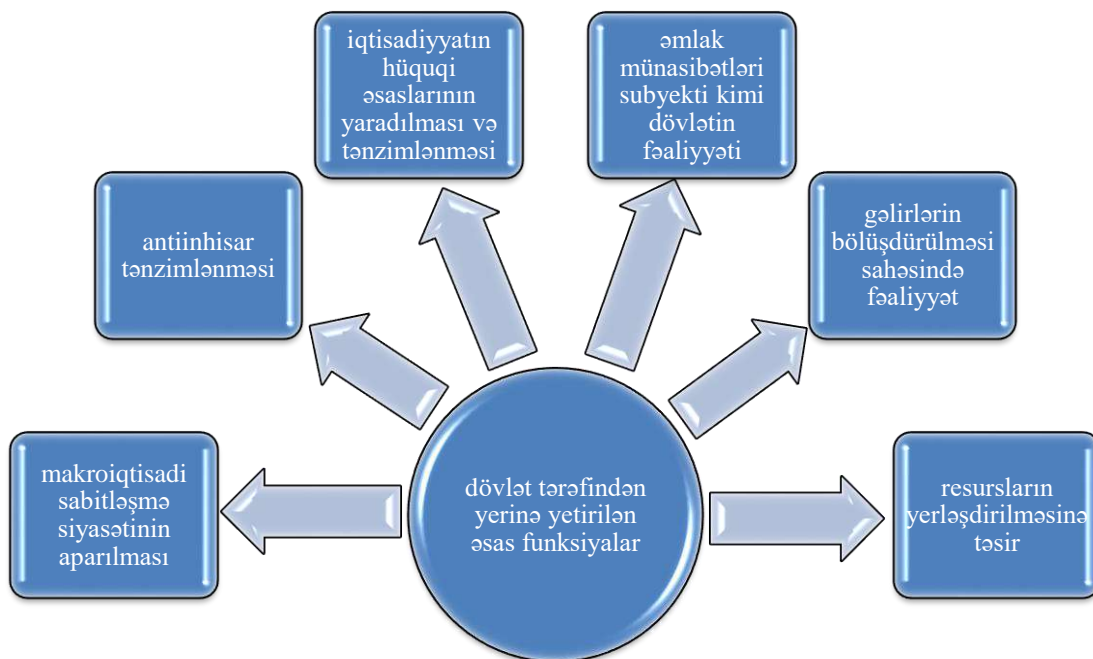 iqtisadiyyatın
hüquqi
əsaslarının
yaradılması və
tənzimlənməsi
əmlak
münasibətləri
subyekti kimi
dövlətin
fəaliyyəti
antiinhisar
tənzimlənməsi
gəlirlərin
bölüşdürülməsi
sahəsində
fəaliyyət
makroiqtisadi
sabitləşmə
siyasətinin
aparılması
dövlət tərəfindən
yerinə yetirilən
əsas funksiyalar
resursların
yerləşdirilməsinə
təsir